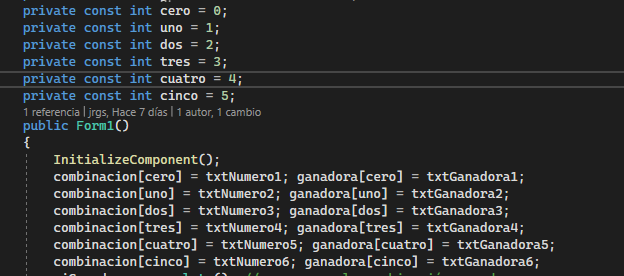 private const int cero = 0;
private const int uno = 1;
private const int dos = 2;
private const int tres = 3;
private const int cuatro = 4;
private const int cinco = 5;
1 referencia | jrgs, Hace 7 días | 1 autor, 1 cambio
public Form1()
{
InitializeComponent();
combinacion[cero] = txtNumero1; ganadora[cero] = txtGanadora1;
combinacion[uno] = txtNumero2; ganadora[uno] = txtGanadora2;
combinacion[dos] = txtNumero3; ganadora[dos] = txtGanadora3;
combinacion[tres] = txtNumero4; ganadora[tres] = txtGanadora4;
combinacion[cuatro] = txtNumero5; ganadora[cuatro] = txtGanadora5;
combinacion[cinco] = txtNumero6; ganadora[cinco] = txtGanadora6;